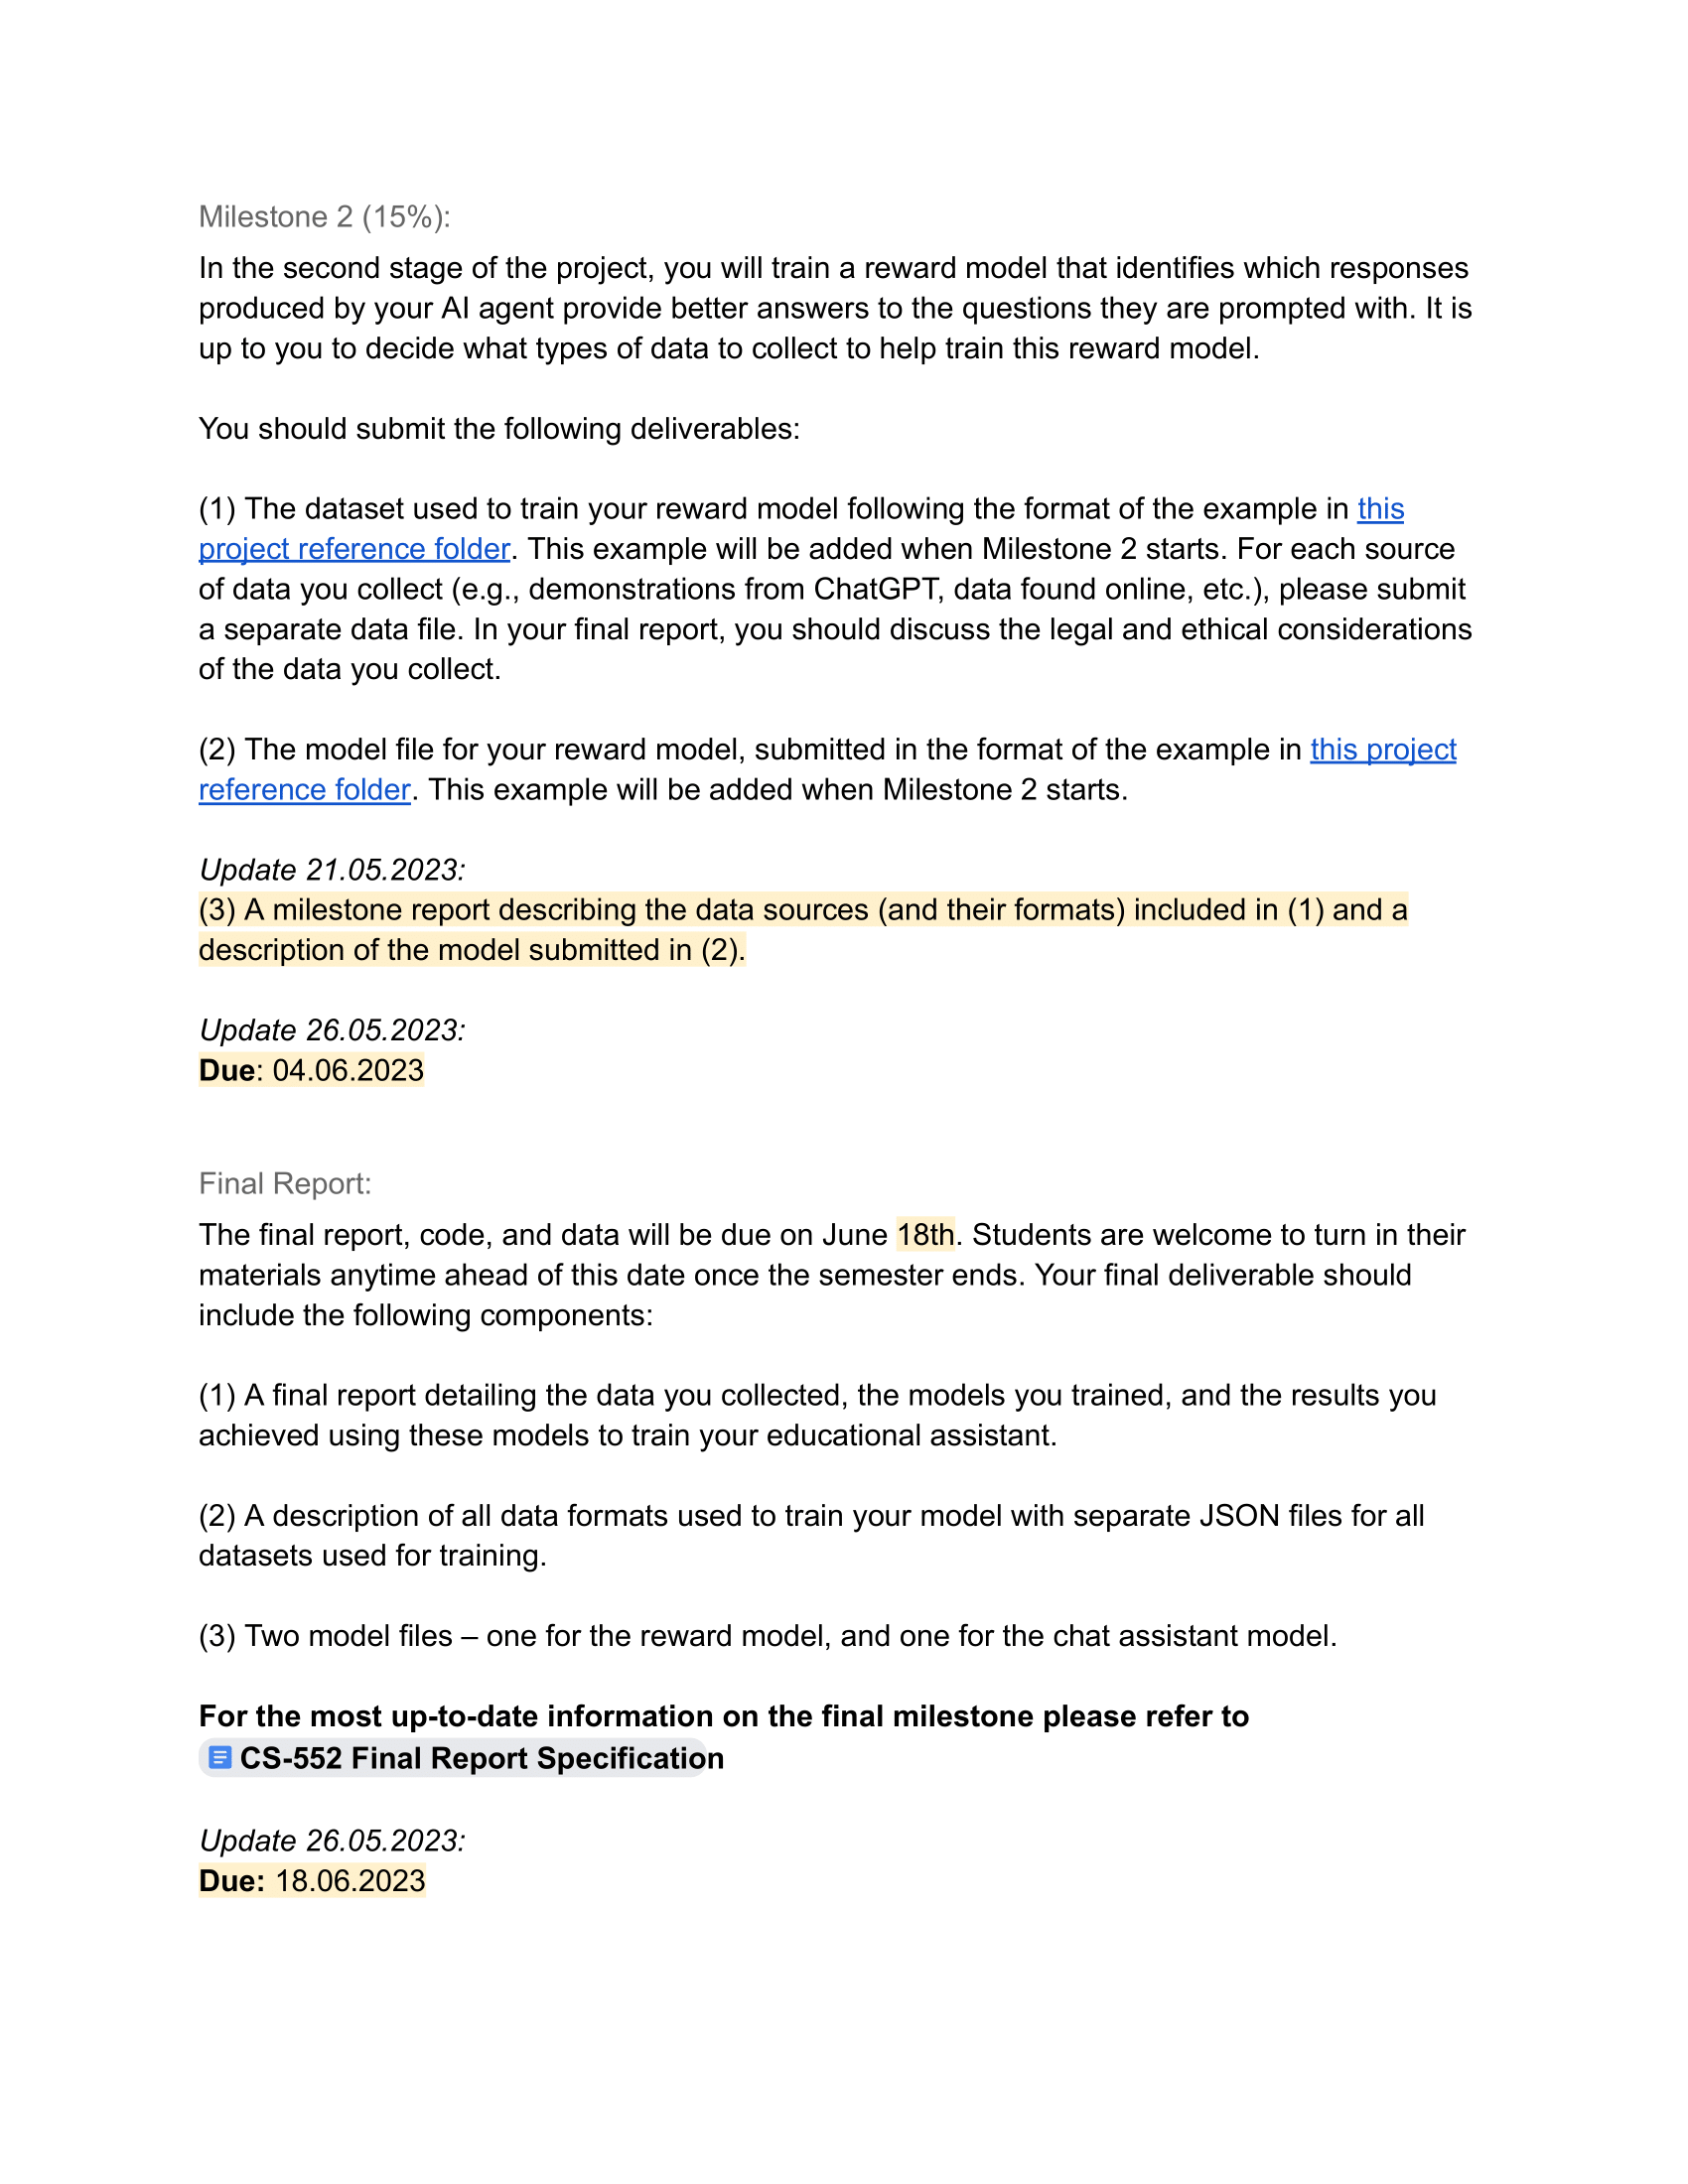 Milestone 2 (15%):
In the second stage of the project, you will train a reward model that identifies which responses
produced by your AI agent provide better answers to the questions they are prompted with. It is
up to you to decide what types of data to collect to help train this reward model.
You should submit the following deliverables:
(1) The dataset used to train your reward model following the format of the example in this
project reference folder. This example will be added when Milestone 2 starts. For each source
of data you collect (e.g., demonstrations from ChatGPT, data found online, etc.), please submit
a separate data file. In your final report, you should discuss the legal and ethical considerations
of the data you collect.
(2) The model file for your reward model, submitted in the format of the example in this project
reference folder. This example will be added when Milestone 2 starts.
Update 21.05.2023:
(3) A milestone report describing the data sources (and their formats) included in (1) and a
description of the model submitted in (2).
Update 26.05.2023:
Due: 04.06.2023
Final Report:
The final report, code, and data will be due on June 18th. Students are welcome to turn in their
materials anytime ahead of this date once the semester ends. Your final deliverable should
include the following components:
(1) A final report detailing the data you collected, the models you trained, and the results you
achieved using these models to train your educational assistant.
(2) A description of all data formats used to train your model with separate JSON files for all
datasets used for training.
(3) Two model files – one for the reward model, and one for the chat assistant model.
For the most up-to-date information on the final milestone please refer to
CS-552 Final Report Specification
Update 26.05.2023:
Due: 18.06.2023